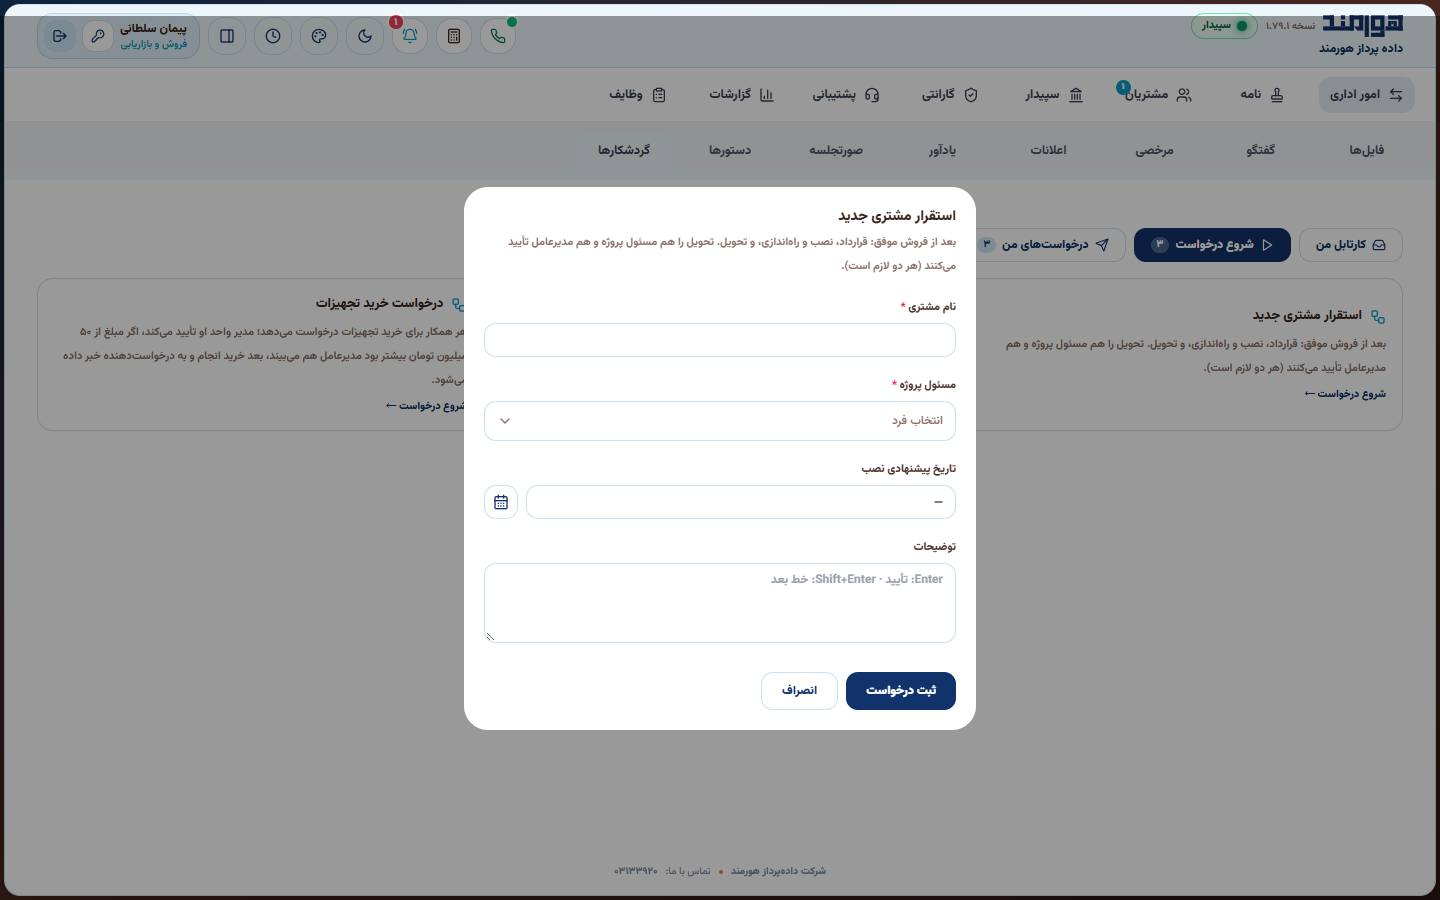 هورمند
داده پرداز هورمند
نسخه ۱.۷۹.۱
سپیدار
۱
پیمان سلطانی
فروش و بازاریابی
امور اداری
نامه
مشتریان
۱
سپیدار
گارانتی
پشتیبانی
گزارشات
وظایف
فایل‌ها
گفتگو
مرخصی
اعلانات
یادآور
صورتجلسه
دستورها
گردشکارها
کارتابل من
شروع درخواست ۳
درخواست‌های من ۳
استقرار مشتری جدید
بعد از فروش موفق: قرارداد، نصب و راه‌اندازی، و تحویل. تحویل را هم مسئول پروژه و هم
مدیرعامل تأیید می‌کنند (هر دو لازم است).
شروع درخواست ←
درخواست خرید تجهیزات
هر همکار برای خرید تجهیزات درخواست می‌دهد؛ مدیر واحد او تأیید می‌کند، اگر مبلغ از ۵۰
میلیون تومان بیشتر بود مدیرعامل هم می‌بیند، بعد خرید انجام و به درخواست‌دهنده خبر داده
می‌شود.
شروع درخواست ←
استقرار مشتری جدید
بعد از فروش موفق: قرارداد، نصب و راه‌اندازی، و تحویل. تحویل را هم مسئول پروژه و هم مدیرعامل تأیید
می‌کنند (هر دو لازم است).
نام مشتری *
مسئول پروژه *
انتخاب فرد
تاریخ پیشنهادی نصب
—
توضیحات
Enter: تأیید · Shift+Enter: خط بعد
ثبت درخواست
انصراف
شرکت داده‌پرداز هورمند • تماس با ما: ۰۳۱۳۳۹۲۰